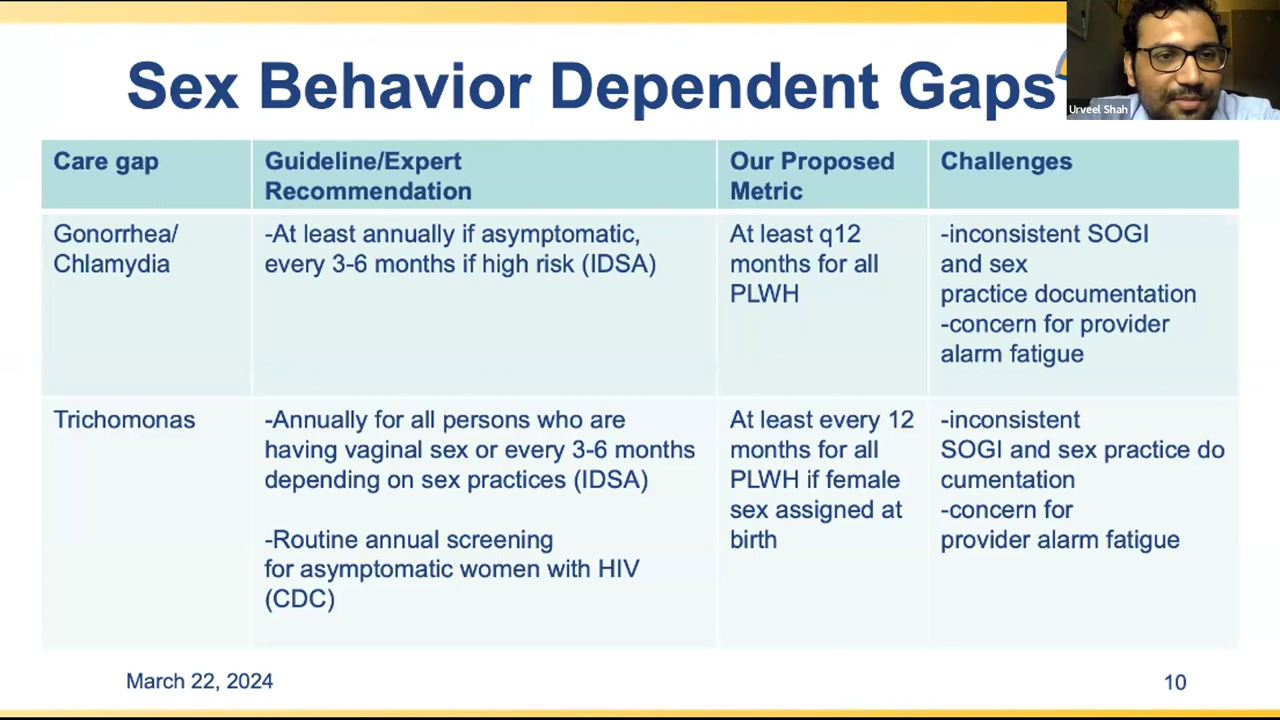 Sex Behavior Dependent Gaps
Urveel Shah
Care gap
Guideline/Expert
Recommendation
Our Proposed
Metric
Challenges
Gonorrhea/
Chlamydia
-At least annually if asymptomatic,
every 3-6 months if high risk (IDSA)
At least q12
months for all
PLWH
-inconsistent SOGI
and sex
practice documentation
-concern for provider
alarm fatigue
Trichomonas
-Annually for all persons who are
having vaginal sex or every 3-6 months
depending on sex practices (IDSA)
-Routine annual screening
for asymptomatic women with HIV
(CDC)
At least every 12
months for all
PLWH if female
sex assigned at
birth
-inconsistent
SOGI and sex practice do
cumentation
-concern for
provider alarm fatigue
March 22, 2024
10